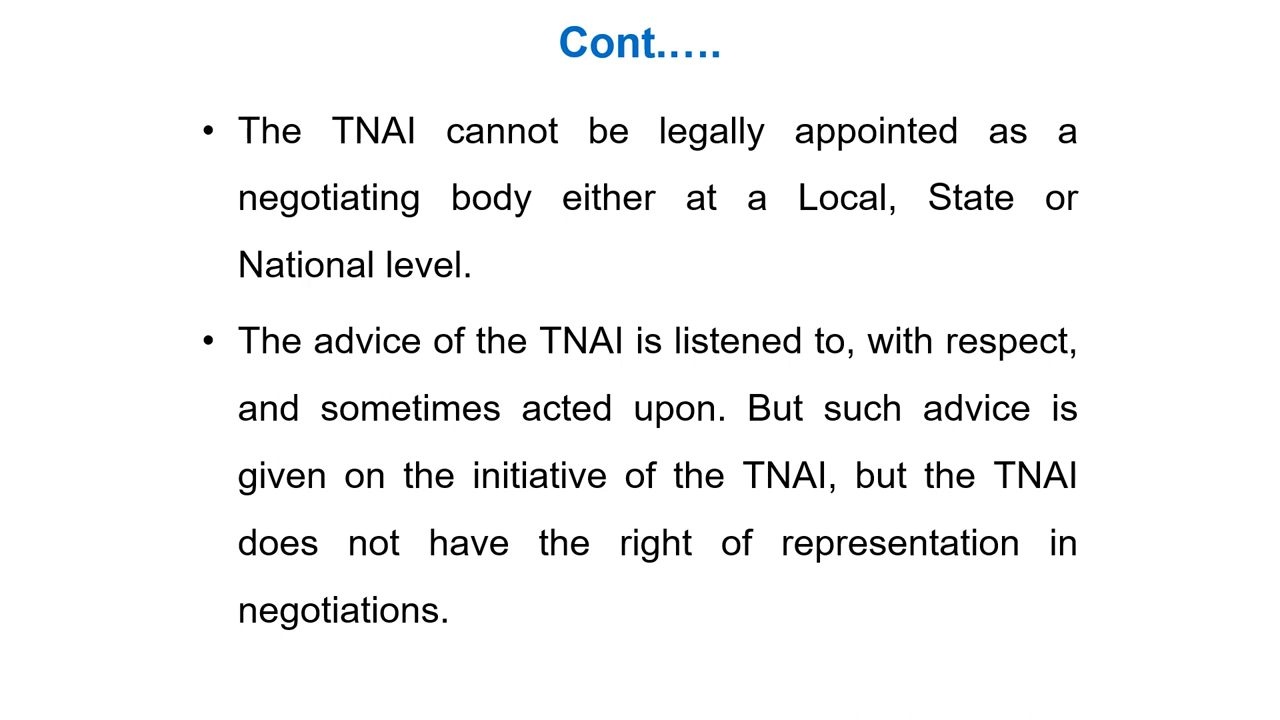 Cont.….
• The TNAI cannot be legally appointed as a
negotiating body either at a Local, State or
National level.
• The advice of the TNAI is listened to, with respect,
and sometimes acted upon. But such advice is
given on the initiative of the TNAI, but the TNAI
does not have the right of representation in
negotiations.